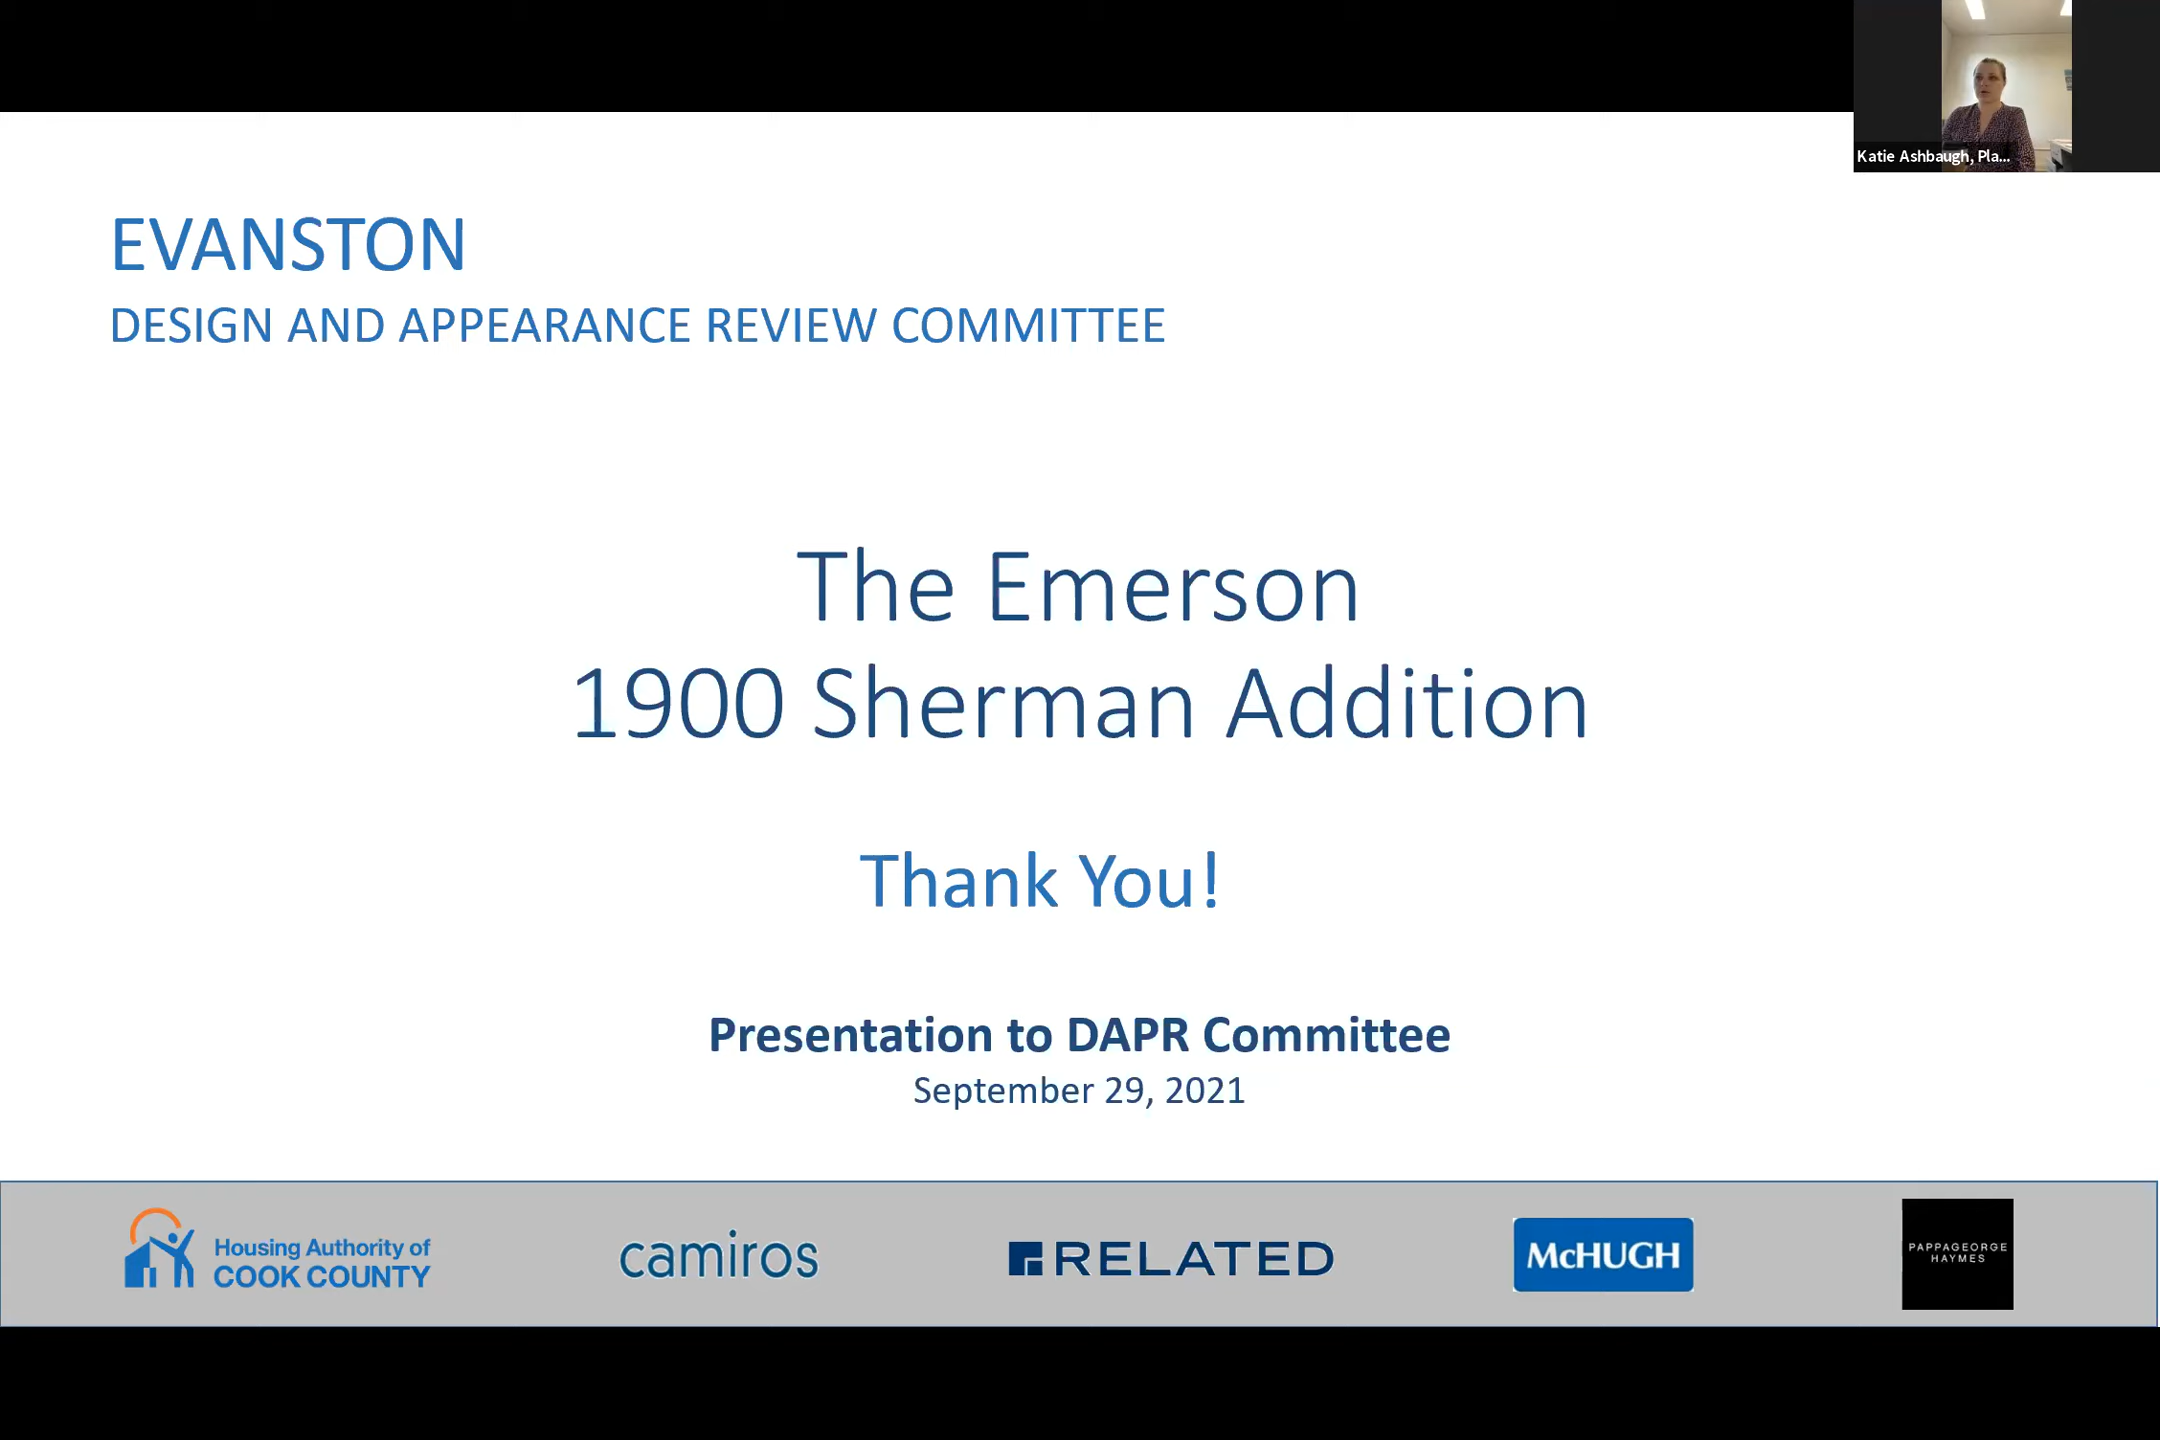 Katie Ashbaugh, Pla...
EVANSTON
DESIGN AND APPEARANCE REVIEW COMMITTEE
The Emerson
1900 Sherman Addition
Thank You!
Presentation to DAPR Committee
September 29, 2021
Housing Authority of
COOK COUNTY
camiros
RELATED
McHUGH
PAPPAGEORGE
HAYMES